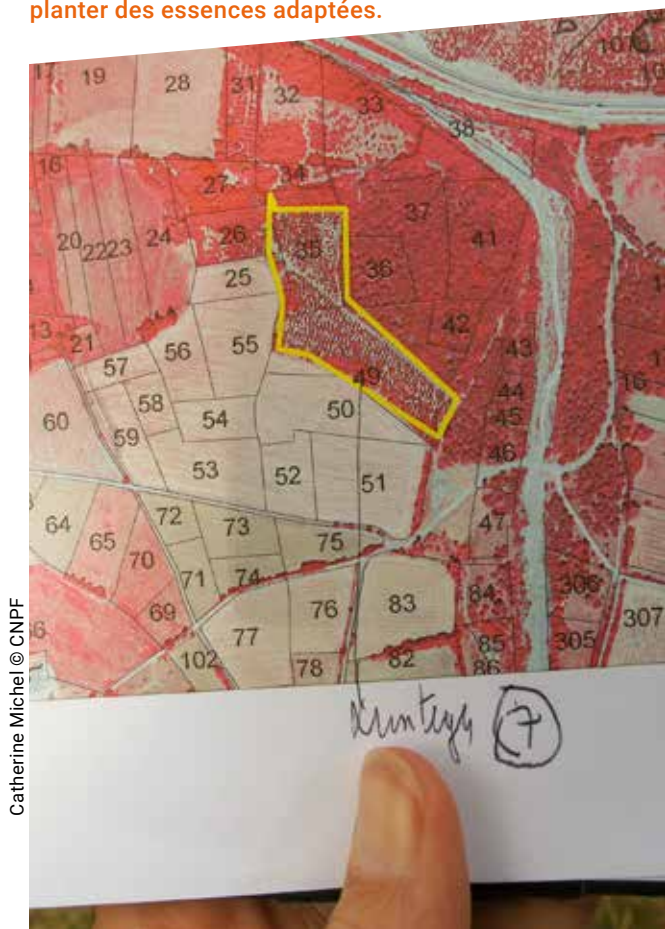 planter des essences adaptées.
19 28 31 32 33 38
16 27 34
20 22 23 24 26 35 37 41
25 36
13 21 55 42
57 56 49 43
60 58 54 50 44 16
59 45
53 52 51 46
64 72 73 47
65 70 75
71 74 84 306
69 76 83 307
77 85 305
102 78 82 86
7
Catherine Michel © CNPF